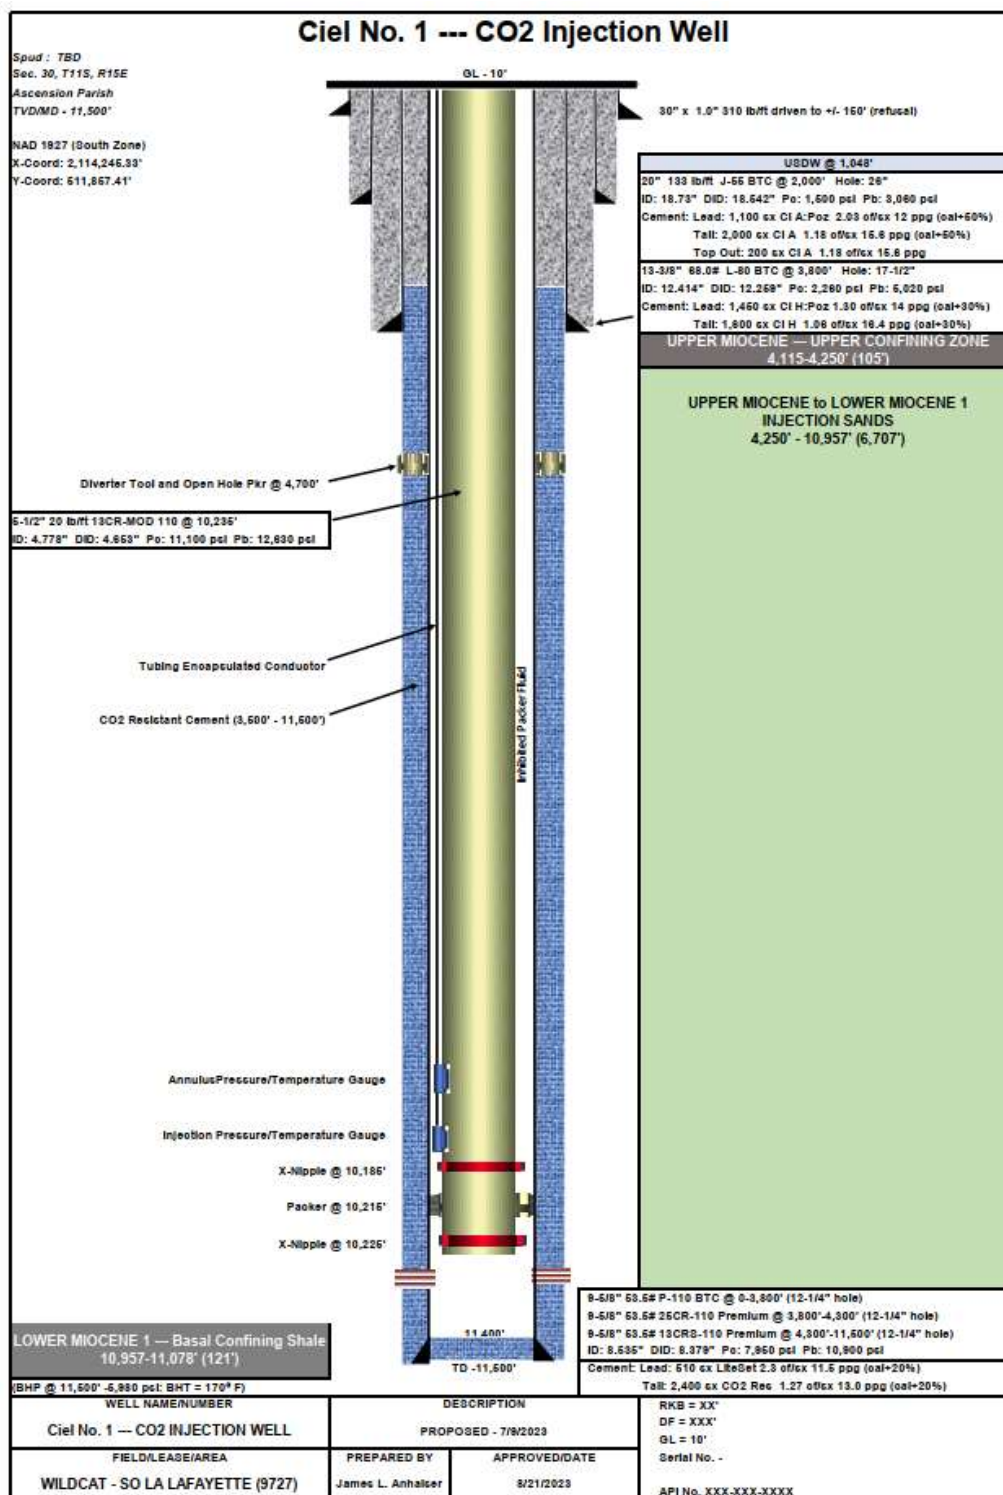 Ciel No. 1 --- CO2 Injection Well
Spud : TBD
Sec. 30, T11S, R15E
Ascension Parish
TVD/MD - 11,500'
NAD 1927 (South Zone)
X-Coord: 2,114,245.33'
Y-Coord: 511,857.41'
GL - 10'
30" x 1.0" 310 lb/ft driven to +/- 150' (refusal)
USDW @ 1,048'
20" 133 lb/ft J-55 BTC @ 2,000' Hole: 26"
ID: 18.73" DID: 18.542" Pc: 1,500 psi Pb: 3,060 psi
Cement: Lead: 1,100 sx Cl A:Poz 2.03 cf/sx 12 ppg (cal+50%)
Tail: 2,000 sx Cl A 1.18 cf/sx 15.6 ppg (cal+50%)
Top Out: 200 sx Cl A 1.18 cf/sx 15.6 ppg
13-3/8" 68.0# L-80 BTC @ 3,800' Hole: 17-1/2"
ID: 12.414" DID: 12.259" Pc: 2,260 psi Pb: 5,020 psi
Cement: Lead: 1,450 sx Cl H:Poz 1.30 cf/sx 14 ppg (cal+30%)
Tail: 1,600 sx Cl H 1.06 cf/sx 16.4 ppg (cal+30%)
UPPER MIOCENE — UPPER CONFINING ZONE
4,115-4,250' (105')
UPPER MIOCENE to LOWER MIOCENE 1
INJECTION SANDS
4,250' - 10,957' (6,707')
Diverter Tool and Open Hole Pkr @ 4,700'
5-1/2" 20 lb/ft 13CR-MOD 110 @ 10,235'
ID: 4.778" DID: 4.653" Pc: 11,100 psi Pb: 12,630 psi
Tubing Encapsulated Conductor
CO2 Resistant Cement (3,500' - 11,500')
Inhibited Packer Fluid
AnnulusPressure/Temperature Gauge
Injection Pressure/Temperature Gauge
X-Nipple @ 10,185'
Packer @ 10,215'
X-Nipple @ 10,225'
9-5/8" 53.5# P-110 BTC @ 0-3,800' (12-1/4" hole)
9-5/8" 53.5# 25CR-110 Premium @ 3,800'-4,300' (12-1/4" hole)
9-5/8" 53.5# 13CRS-110 Premium @ 4,300'-11,500' (12-1/4" hole)
ID: 8.535" DID: 8.379" Pc: 7,950 psi Pb: 10,900 psi
Cement: Lead: 510 sx LiteSet 2.3 cf/sx 11.5 ppg (cal+20%)
Tail: 2,400 sx CO2 Res 1.27 cf/sx 13.0 ppg (cal+20%)
LOWER MIOCENE 1 — Basal Confining Shale
10,957-11,078' (121')
11,400'
TD -11,500'
(BHP @ 11,500' -5,980 psi: BHT = 170° F)
WELL NAME/NUMBER
Ciel No. 1 --- CO2 INJECTION WELL
DESCRIPTION
PROPOSED - 7/9/2023
FIELD/LEASE/AREA
WILDCAT - SO LA LAFAYETTE (9727)
PREPARED BY
James L. Anhaiser
APPROVED/DATE
8/21/2023
RKB = XX'
DF = XXX'
GL = 10'
Serial No. -
API No. XXX-XXX-XXXX